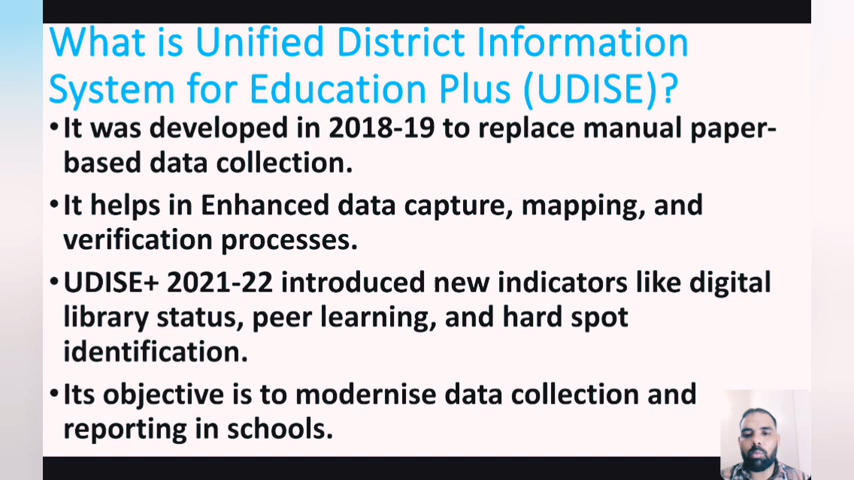 What is Unified District Information
System for Education Plus (UDISE)?
•It was developed in 2018-19 to replace manual paper-
based data collection.
•It helps in Enhanced data capture, mapping, and
verification processes.
•UDISE+ 2021-22 introduced new indicators like digital
library status, peer learning, and hard spot
identification.
•Its objective is to modernise data collection and
reporting in schools.